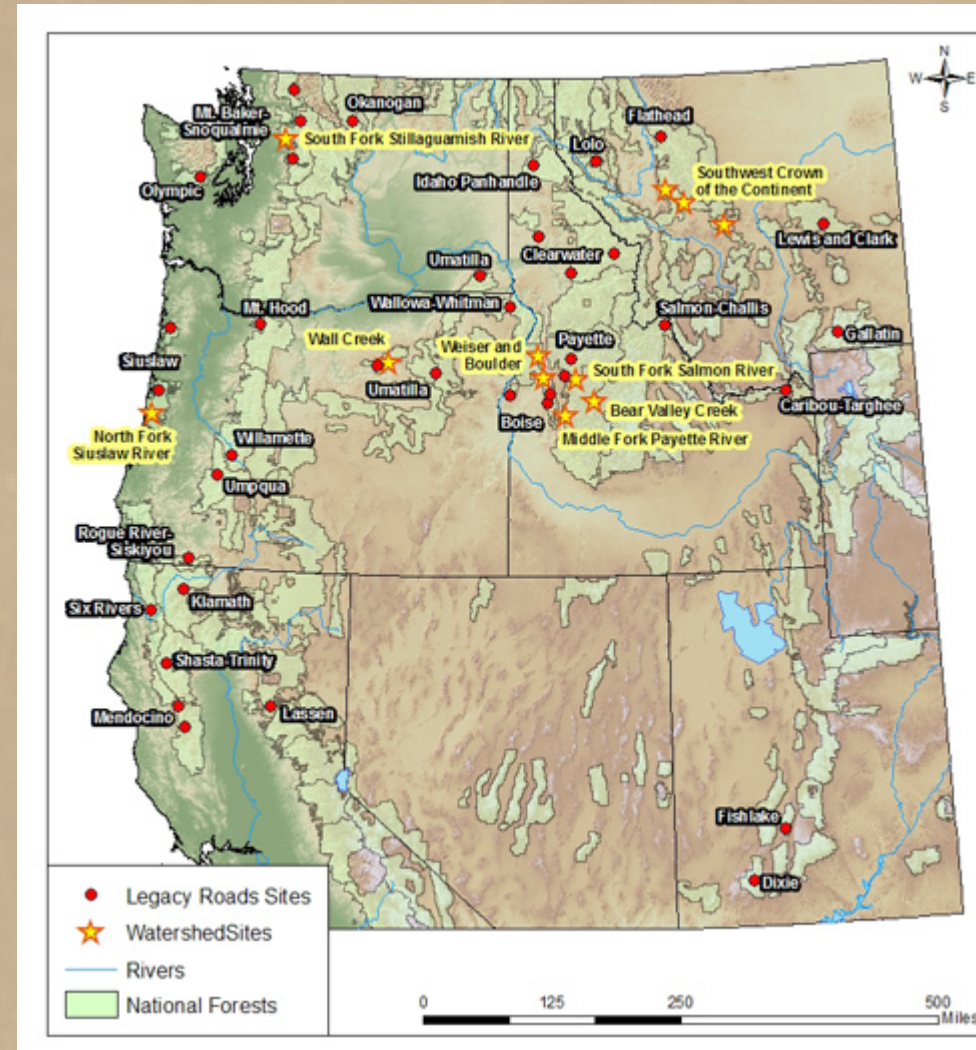 N
W
E
S
Okanogan
Mt. Baker-
Snoqualmie
South Fork Stillaguamish River
Olympic
Flathead
Lolo
Idaho Panhandle
Southwest Crown
of the Continent
Lewis and Clark
Clearwater
Umatilla
Wallowa-Whitman
Mt. Hood
Salmon-Challis
Gallatin
Siuslaw
Wall Creek
Umatilla
Weiser and
Boulder
Payette
South Fork Salmon River
Caribou-Targhee
Boise
Bear Valley Creek
Middle Fork Payette River
North Fork
Siuslaw River
Willamette
Umpqua
Rogue River-
Siskiyou
Klamath
Six Rivers
Shasta-Trinity
Mendocino
Lassen
Fishlake
Dixie
Legacy Roads Sites
WatershedSites
Rivers
National Forests
0 125 250 500
Miles